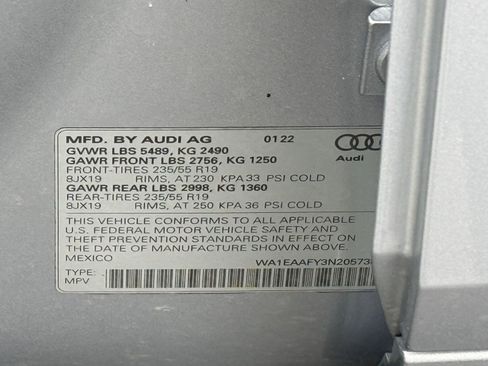 MFD. BY AUDI AG 01 22
GVWR LBS 5489, KG 2490
GAWR FRONT LBS 2756, KG 1250
Audi
FRONT-TIRES 235/55 R19
8JX19 RIMS, AT 230 KPA 33 PSI COLD
GAWR REAR LBS 2998, KG 1360
REAR-TIRES 235/55 R19
8JX19 RIMS, AT 250 KPA 36 PSI COLD
THIS VEHICLE CONFORMS TO ALL APPLICABLE
U.S. FEDERAL MOTOR VEHICLE SAFETY AND
THEFT PREVENTION STANDARDS IN EFFECT ON
THE DATE OF MANUFACTURE SHOWN ABOVE.
MEXICO
WA1EAAFY3N20573
TYPE:
MPV